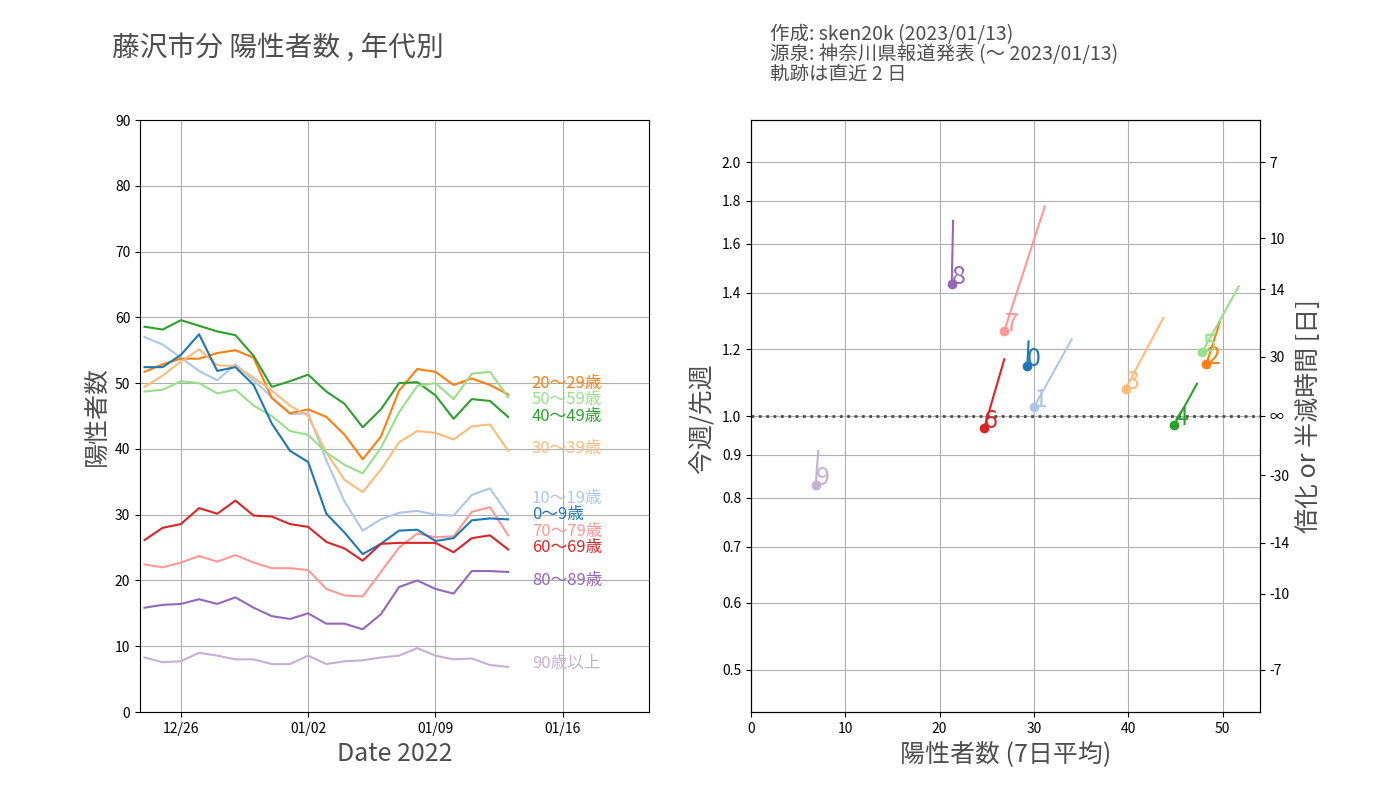 藤沢市分 陽性者数 , 年代別
作成: sken20k (2023/01/13)
源泉: 神奈川県報道発表 (～ 2023/01/13)
軌跡は直近 2 日
陽性者数
90
80
70
60
50
40
30
20
10
0
20～29歳
50～59歳
40～49歳
30～39歳
10～19歳
0～9歳
70～79歳
60～69歳
80～89歳
90歳以上
12/26
01/02
01/09
01/16
Date 2022
今週/先週
2.0
1.8
1.6
1.4
1.2
1.0
0.9
0.8
0.7
0.6
0.5
8
7
0
5
2
3
1
6
4
9
0
10
20
30
40
50
陽性者数 (7日平均)
7
10
14
30
∞
-30
-14
-10
-7
倍化 or 半減時間 [日]